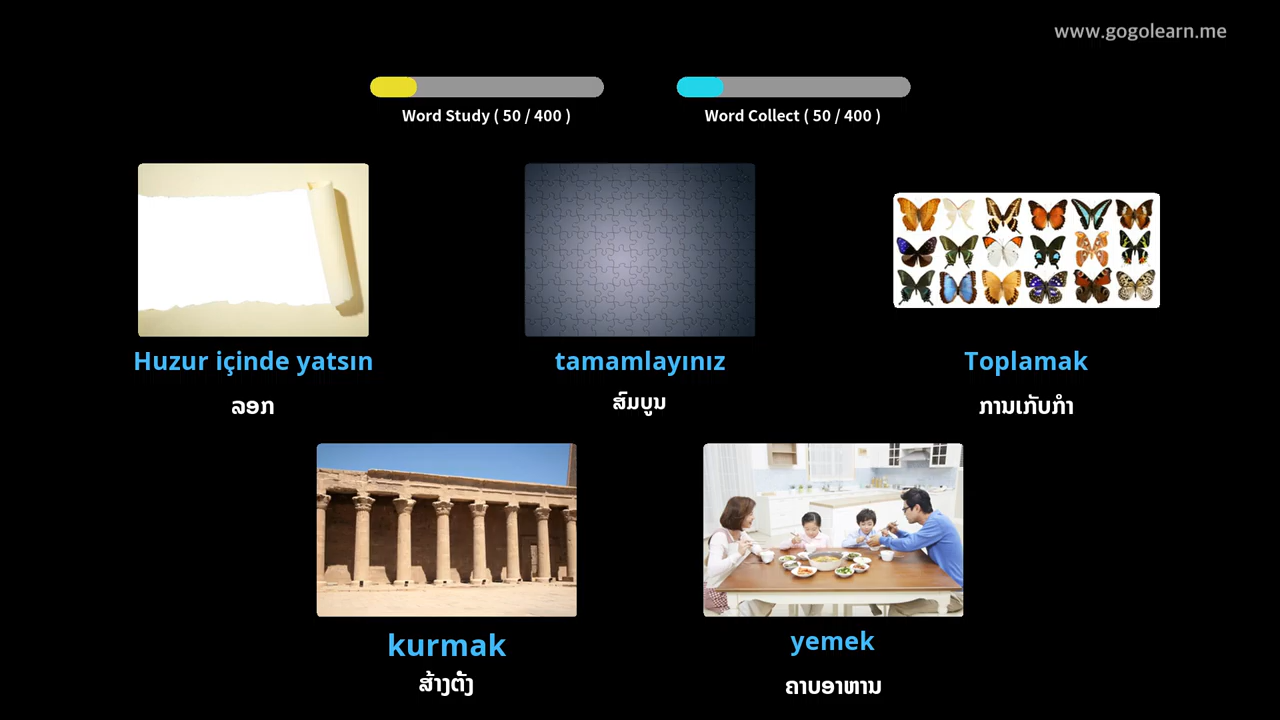 www.gogolearn.me
Word Study ( 50 / 400 )
Word Collect ( 50 / 400 )
Huzur içinde yatsın
ລອກ
tamamlayınız
ສົມບູນ
Toplamak
ການເກັບກໍາ
kurmak
ສ້າງຕັ້ງ
yemek
ຄາບອາຫານ